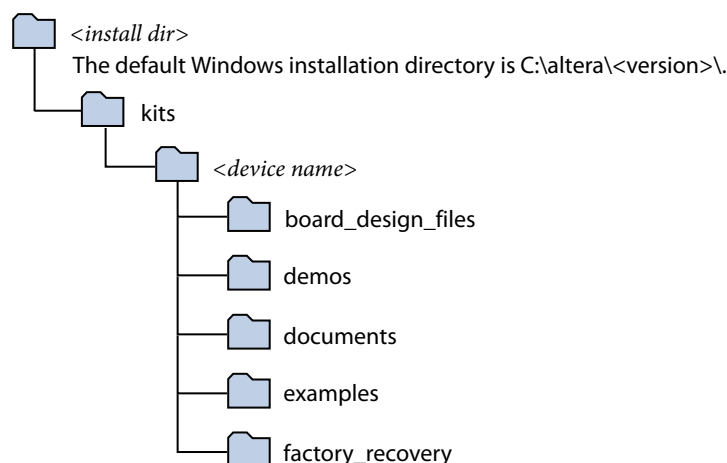 <install dir>
The default Windows installation directory is C:\altera\<version>\.
kits
<device name>
board_design_files
demos
documents
examples
factory_recovery